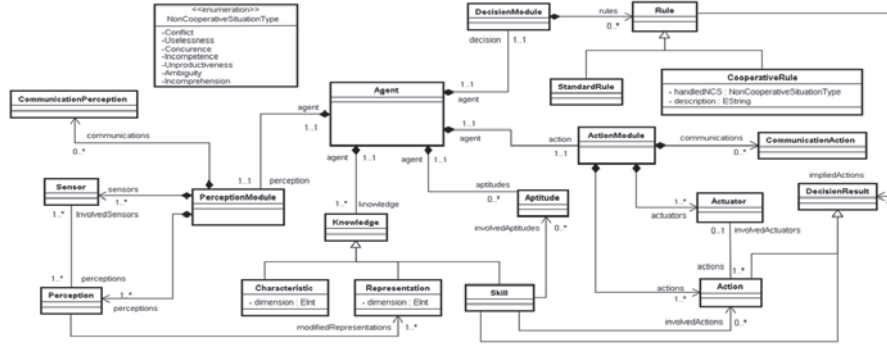 <<enumeration>>
NonCooperativeSituationType
-Conflict
-Uselessness
-Concurence
-Incompetence
-Unproductiveness
-Ambiguity
-Incomprehension
DecisionModule
rules
0..*
Rule
decision
1..1
StandardRule
CooperativeRule
- handledNCS : NonCooperativeSituationType
- description : EString
CommunicationPerception
communications
0..*
Agent
agent
1..1
1..1
agent
1..1
agent
action
1..1
ActionModule
communications
0..*
CommunicationAction
agent
1..1
agent
1..1
1..1
perception
PerceptionModule
Sensor
sensors
1..*
1..*
InvolvedSensors
1..*
knowledge
Knowledge
aptitudes
0..*
Aptitude
involvedAptitudes
0..*
1..*
actuators
Actuator
0..1
involvedActuators
impliedActions
DecisionResult
1..*
perceptions
Perception
1..*
perceptions
Characteristic
- dimension : EInt
Representation
- dimension : EInt
Skill
actions
1..*
actions
1..*
Action
modifiedRepresentations
1..*
involvedActions
0..*